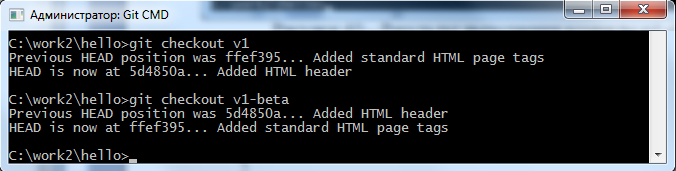 Администратор: Git CMD
C:\work2\hello>git checkout v1
Previous HEAD position was ffef395... Added standard HTML page tags
HEAD is now at 5d4850a... Added HTML header
C:\work2\hello>git checkout v1-beta
Previous HEAD position was 5d4850a... Added HTML header
HEAD is now at ffef395... Added standard HTML page tags
C:\work2\hello>